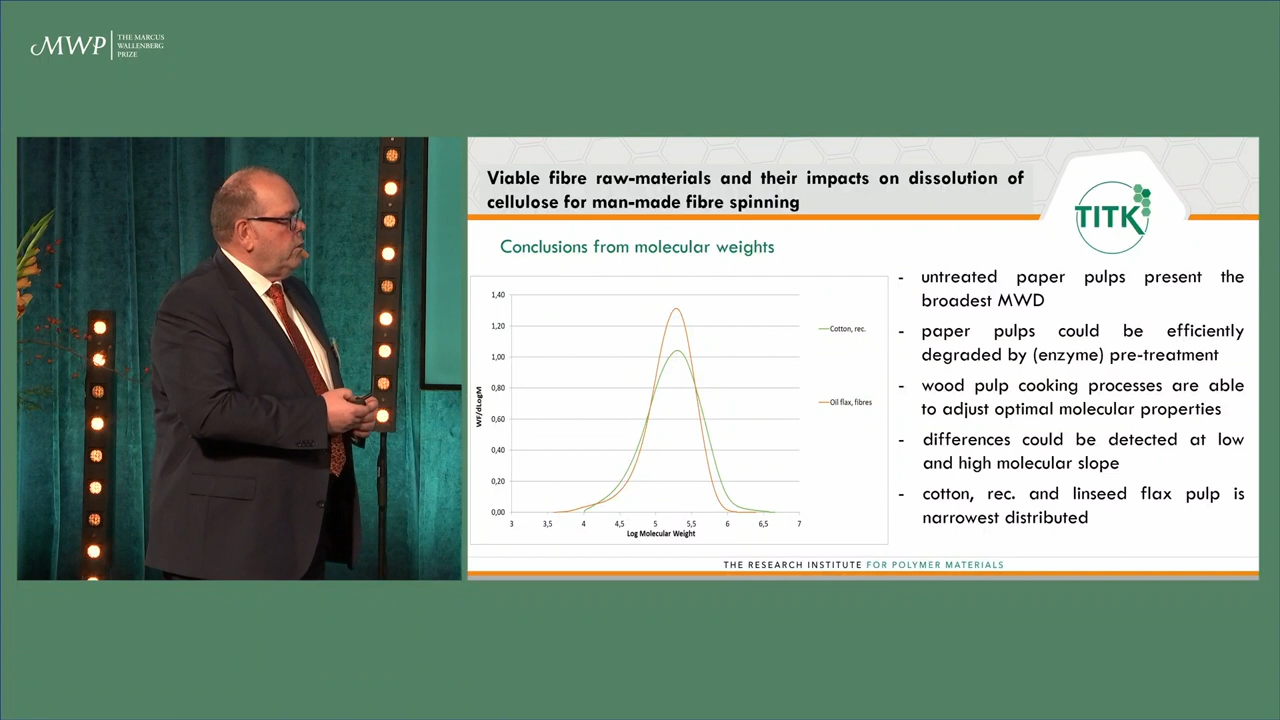 MWP THE MARCUS
WALLENBERG
PRIZE
Viable fibre raw-materials and their impacts on dissolution of
cellulose for man-made fibre spinning
TITK
Conclusions from molecular weights
1,40
1,20
1,00
0,80
0,60
0,40
0,20
0,00
WF/dLogM
3 3,5 4 4,5 5 5,5 6 6,5 7
Log Molecular Weight
Cotton, rec.
Oil flax, fibres
- untreated paper pulps present the
broadest MWD
- paper pulps could be efficiently
degraded by (enzyme) pre-treatment
- wood pulp cooking processes are able
to adjust optimal molecular properties
- differences could be detected at low
and high molecular slope
- cotton, rec. and linseed flax pulp is
narrowest distributed
THE RESEARCH INSTITUTE FOR POLYMER MATERIALS